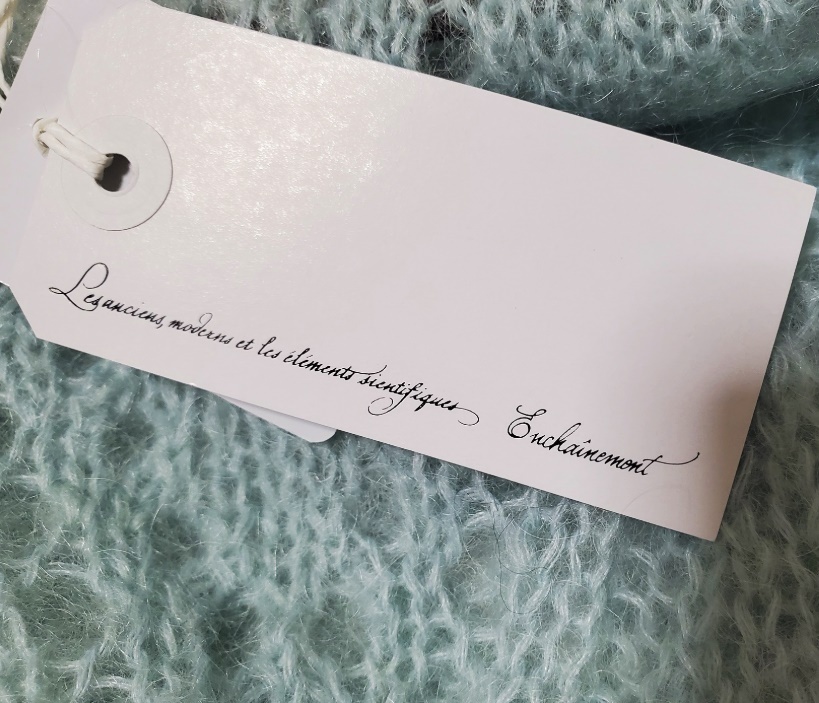 Les anciens, moderns et les éléments sientifiques Enchaînemont